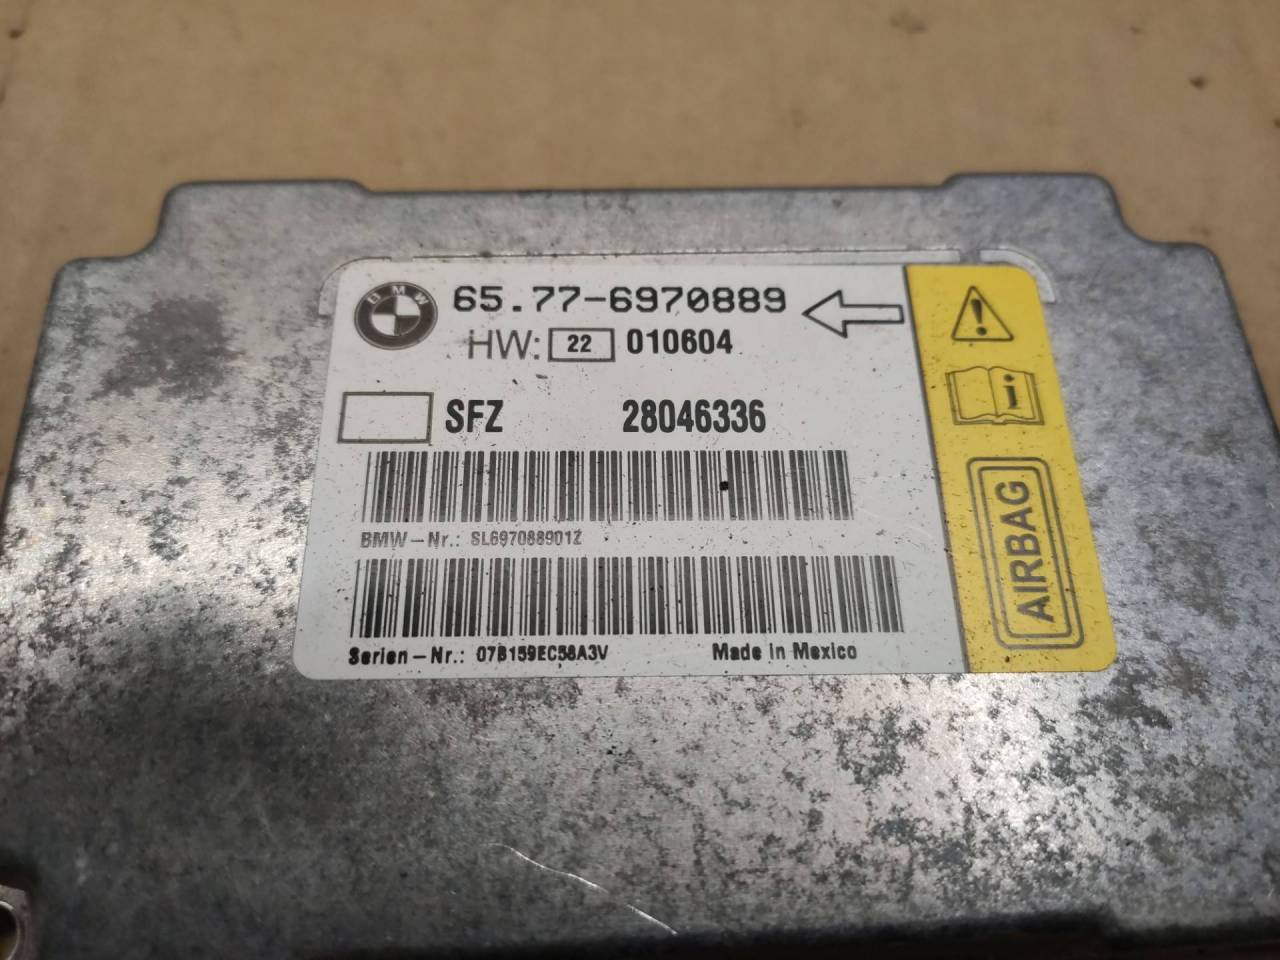 BMW
65.77-6970889
HW: 22 010604
SFZ 28046336
BMW-Nr.: SL697088901Z
Serien-Nr.: 07B159EC58A3V Made in Mexico
i
AIRBAG